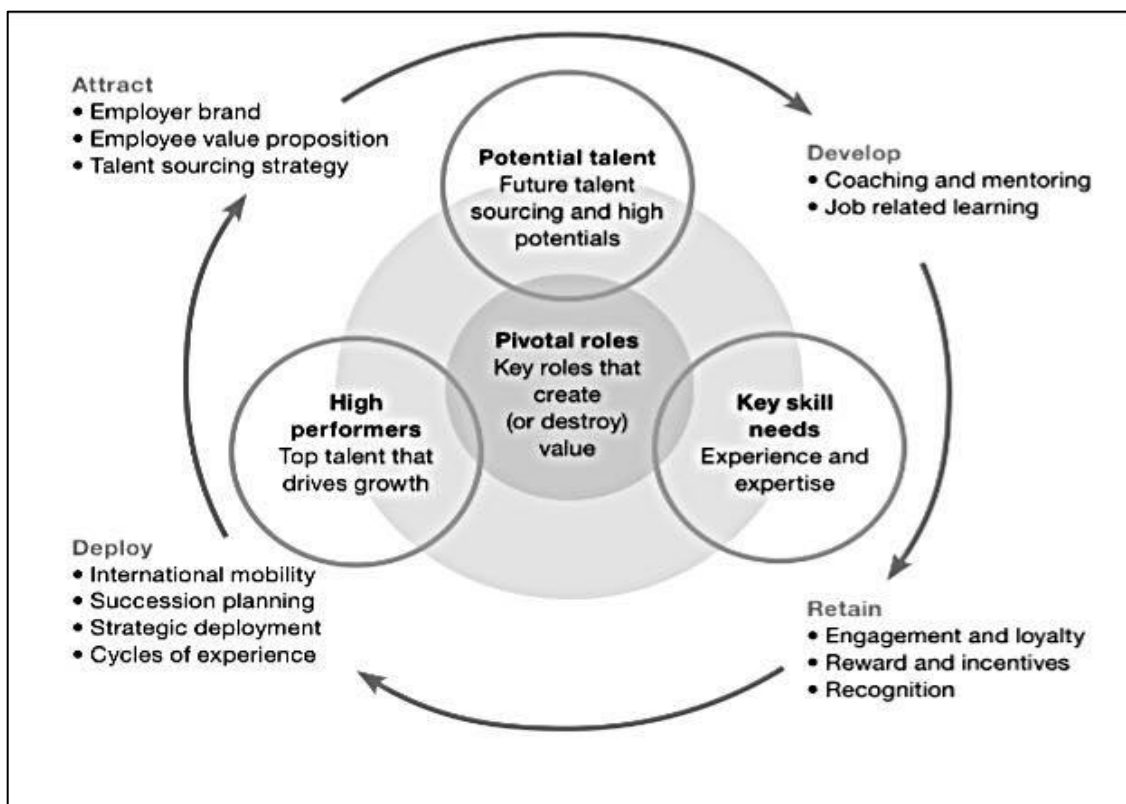 Attract
• Employer brand
• Employee value proposition
• Talent sourcing strategy
Potential talent
Future talent
sourcing and high
potentials
Develop
• Coaching and mentoring
• Job related learning
Pivotal roles
Key roles that
create
(or destroy)
value
High
performers
Top talent that
drives growth
Key skill
needs
Experience and
expertise
Deploy
• International mobility
• Succession planning
• Strategic deployment
• Cycles of experience
Retain
• Engagement and loyalty
• Reward and incentives
• Recognition